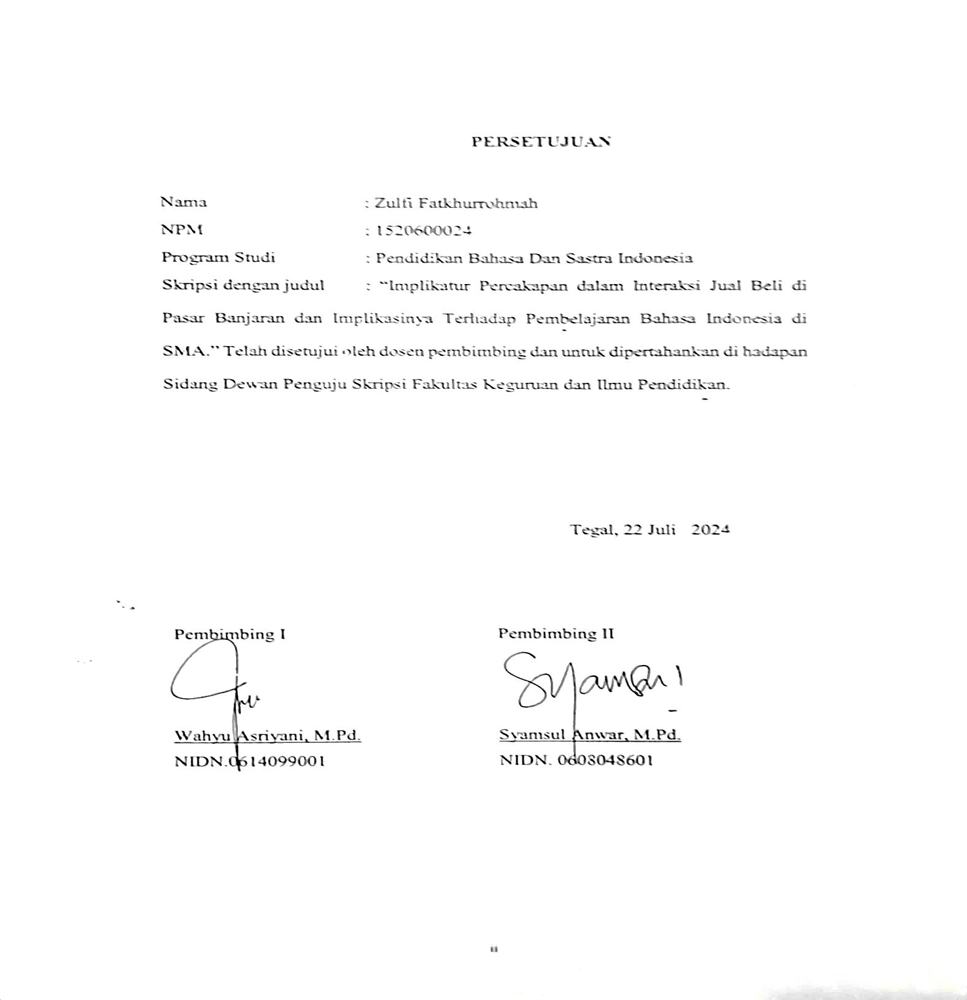 PERSETUJUAN
Nama : Zulfi Fatkhurrohmah
NPM : 1520600024
Program Studi : Pendidikan Bahasa Dan Sastra Indonesia
Skripsi dengan judul : “Implikatur Percakapan dalam Interaksi Jual Beli di
Pasar Banjaran dan Implikasinya Terhadap Pembelajaran Bahasa Indonesia di
SMA.” Telah disetujui oleh dosen pembimbing dan untuk dipertahankan di hadapan
Sidang Dewan Penguju Skripsi Fakultas Keguruan dan Ilmu Pendidikan.
Tegal, 22 Juli 2024
Pembimbing I
Pembimbing II
Wahyu Asriyani, M.Pd.
Syamsul Anwar, M.Pd.
NIDN.0614099001
NIDN. 0608048601
ii